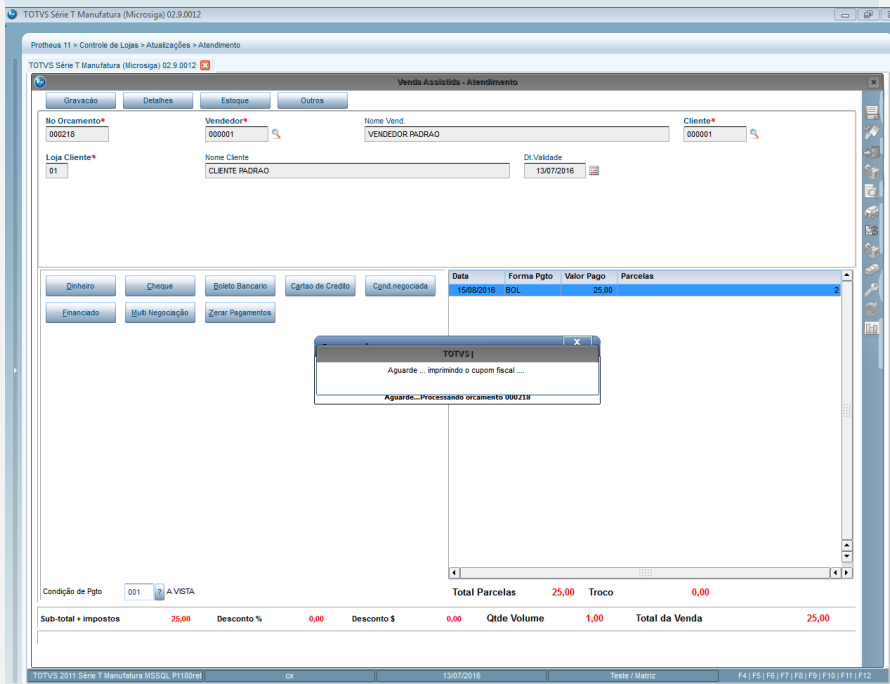 TOTVS Série T Manufatura (Microsiga) 02.9.0012
Protheus 11 > Controle de Lojas > Atualizações > Atendimento
TOTVS Série T Manufatura (Microsiga) 02.9.0012
Venda Assistida - Atendimento
Gravacão Detalhes Estoque Outros
No Orcamento* Vendedor* Nome Vend. Cliente*
000218 000001 VENDEDOR PADRAO 000001
Loja Cliente* Nome Cliente Dt.Validade
01 CLIENTE PADRAO 13/07/2016
Dinheiro Cheque Boleto Bancario Cartao de Credito Cond.negociada
Financiado Multi Negociação Zerar Pagamentos
Data Forma Pgto Valor Pago Parcelas
15/08/2016 BOL 25,00 2
X
TOTVS |
Aguarde ... imprimindo o cupom fiscal ....
Aguarde...Processando orcamento 000218
Condição de Pgto 001 ? A VISTA
Total Parcelas 25,00 Troco 0,00
Sub-total + impostos 25,00 Desconto % 0,00 Desconto $ 0,00 Qtde Volume 1,00 Total da Venda 25,00
TOTVS 2011 Série T Manufatura MSSQL P1180ret cx 13/07/2016 Teste / Matriz F4 | F5 | F6 | F7 | F8 | F9 | F10 | F11 | F12